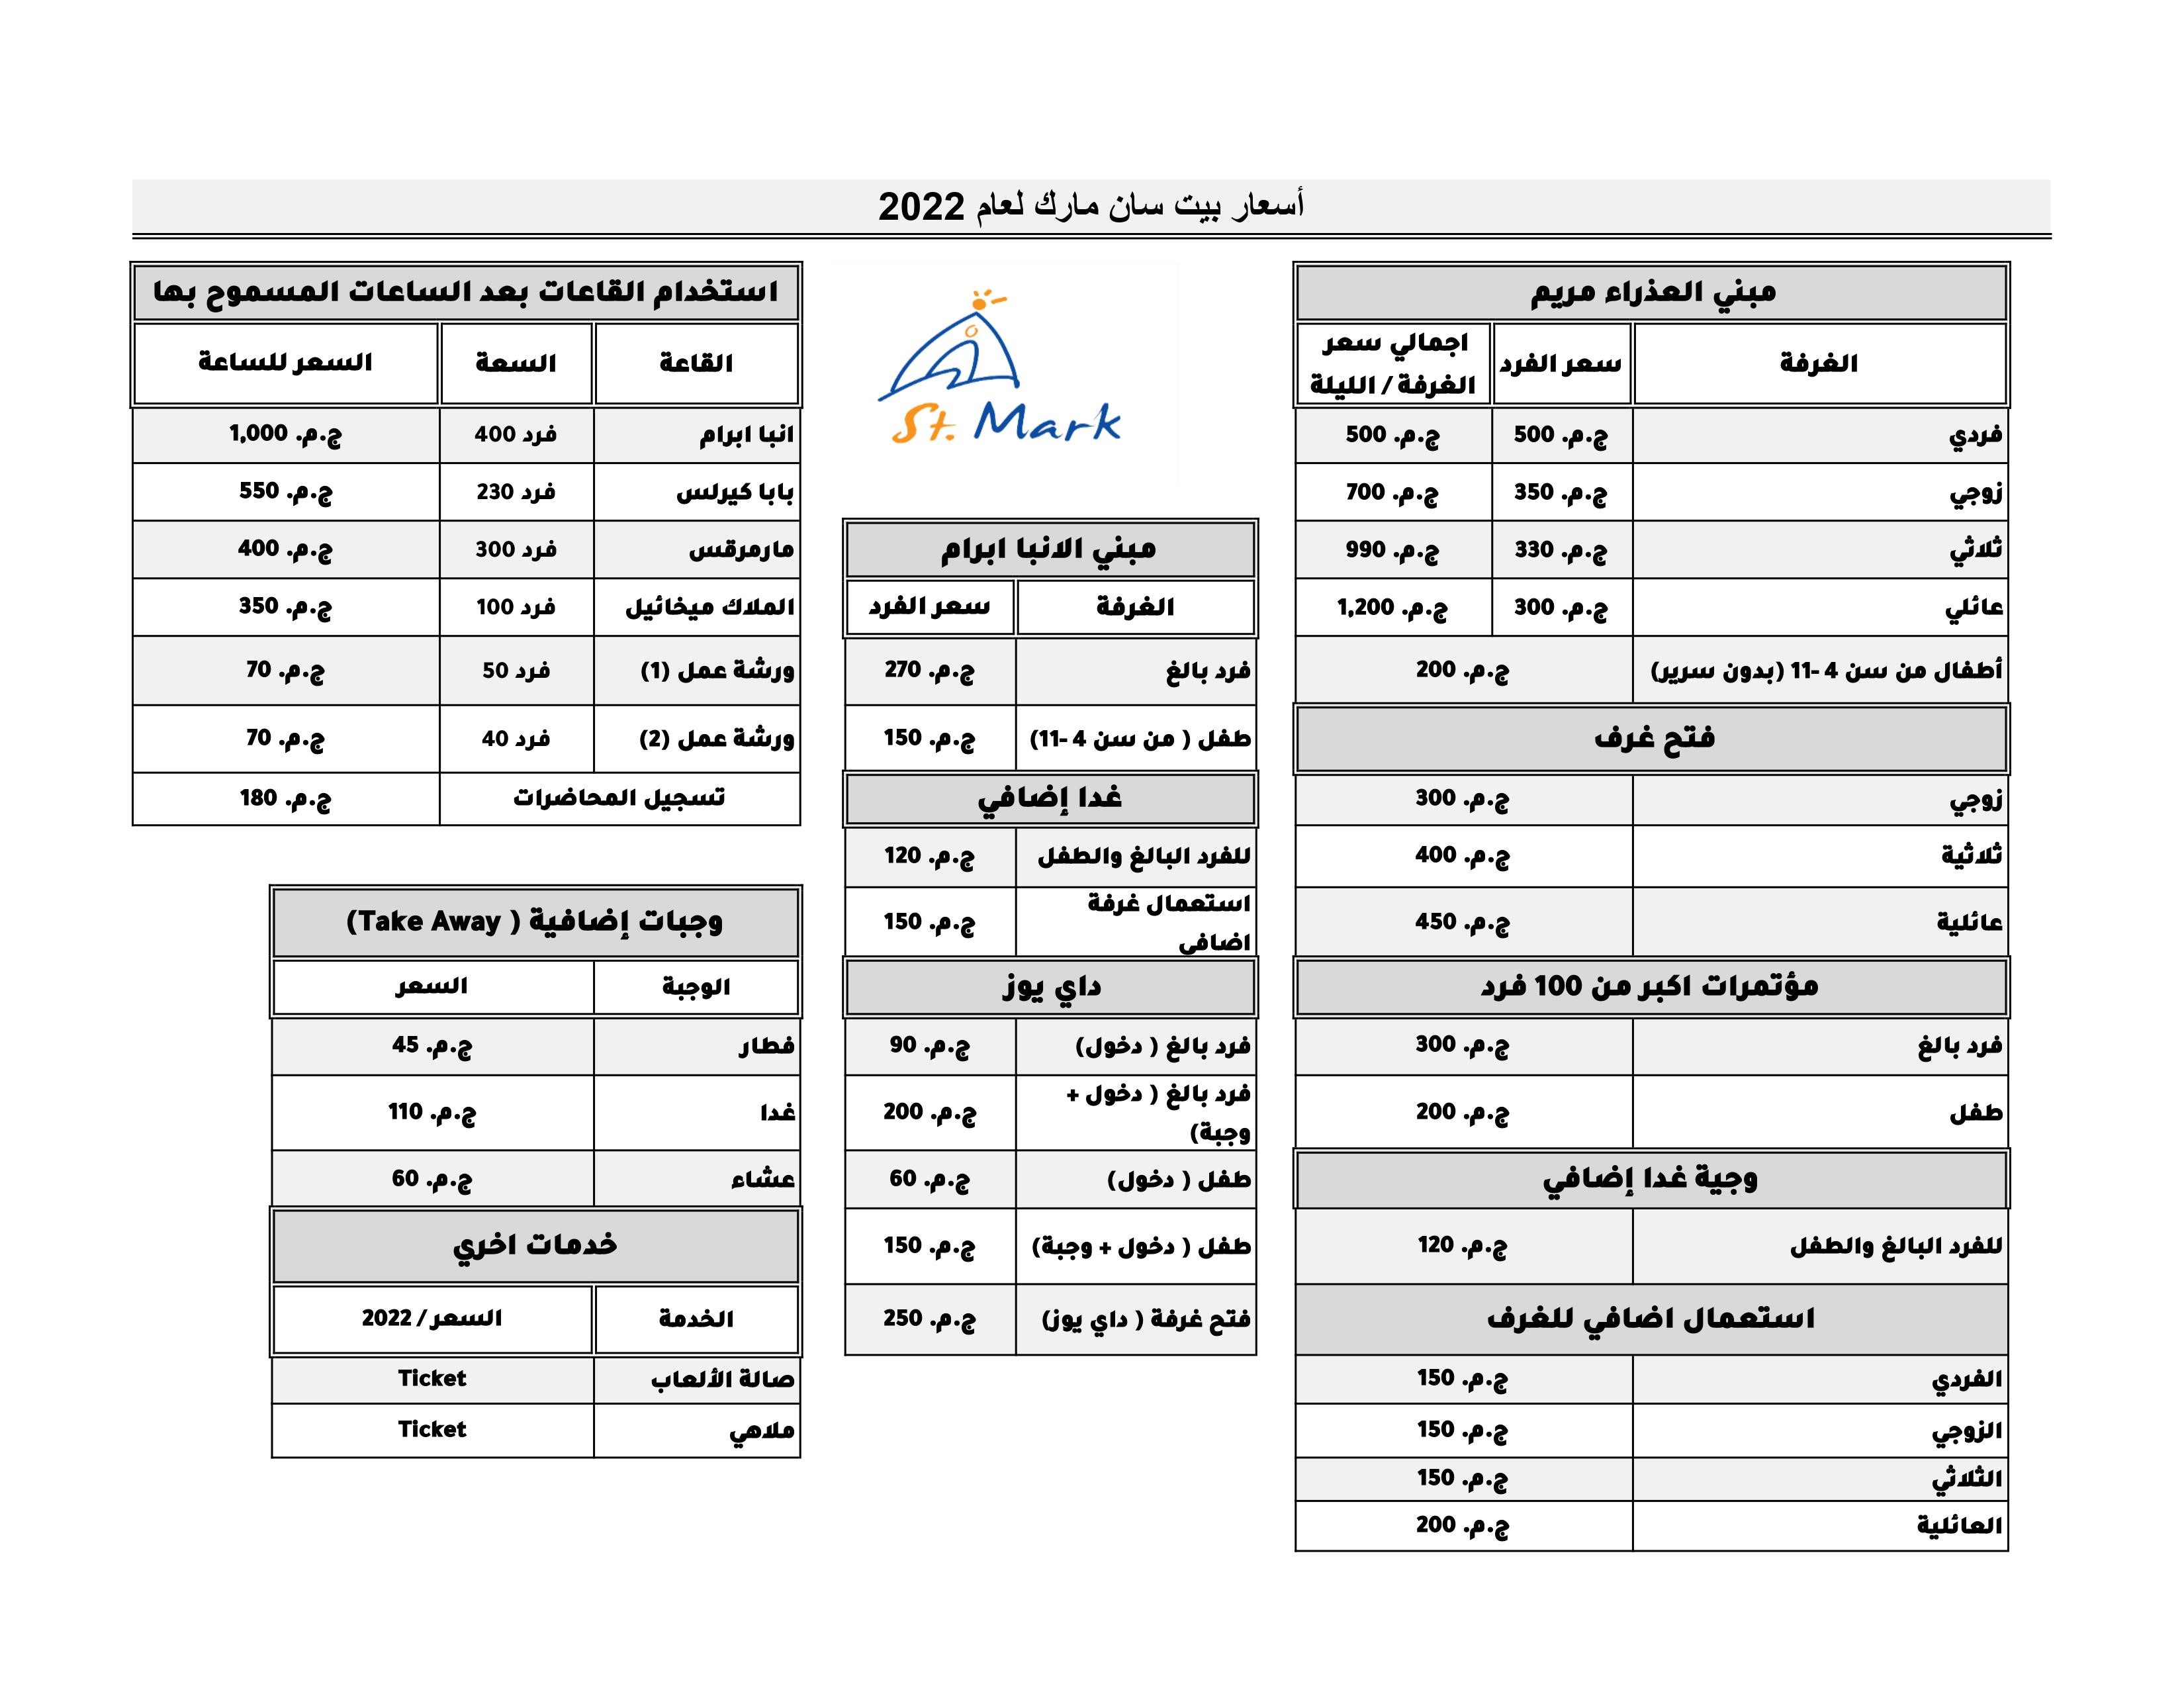 أسعار بيت سان مارك لعام 2022
مبني العذراء مريم
الغرفة	سعر الفرد	اجمالي سعر الغرفة / الليلة
فردي	ج.م. 500	ج.م. 500
زوجي	ج.م. 350	ج.م. 700
ثلاثي	ج.م. 330	ج.م. 990
عائلي	ج.م. 300	ج.م. 1,200
أطفال من سن 4 -11 (بدون سرير)	ج.م. 200
فتح غرف
زوجي	ج.م. 300
ثلاثية	ج.م. 400
عائلية	ج.م. 450
مؤتمرات اكبر من 100 فرد
فرد بالغ	ج.م. 300
طفل	ج.م. 200
وجية غدا إضافي
للفرد البالغ والطفل	ج.م. 120
استعمال اضافي للغرف
الفردي	ج.م. 150
الزوجي	ج.م. 150
الثلاثي	ج.م. 150
العائلية	ج.م. 200
St. Mark
مبني الانبا ابرام
الغرفة	سعر الفرد
فرد بالغ	ج.م. 270
طفل ( من سن 4 -11)	ج.م. 150
غدا إضافي
للفرد البالغ والطفل	ج.م. 120
استعمال غرفة اضافي	ج.م. 150
داي يوز
فرد بالغ ( دخول)	ج.م. 90
فرد بالغ ( دخول + وجبة)	ج.م. 200
طفل ( دخول)	ج.م. 60
طفل ( دخول + وجبة)	ج.م. 150
فتح غرفة ( داي يوز)	ج.م. 250
استخدام القاعات بعد الساعات المسموح بها
القاعة	السعة	السعر للساعة
انبا ابرام	400 فرد	ج.م. 1,000
بابا كيرلس	230 فرد	ج.م. 550
مارمرقس	300 فرد	ج.م. 400
الملاك ميخائيل	100 فرد	ج.م. 350
ورشة عمل (1)	50 فرد	ج.م. 70
ورشة عمل (2)	40 فرد	ج.م. 70
تسجيل المحاضرات	ج.م. 180
وجبات إضافية ( Take Away)
الوجبة	السعر
فطار	ج.م. 45
غدا	ج.م. 110
عشاء	ج.م. 60
خدمات اخري
الخدمة	السعر / 2022
صالة الألعاب	Ticket
ملاهي	Ticket